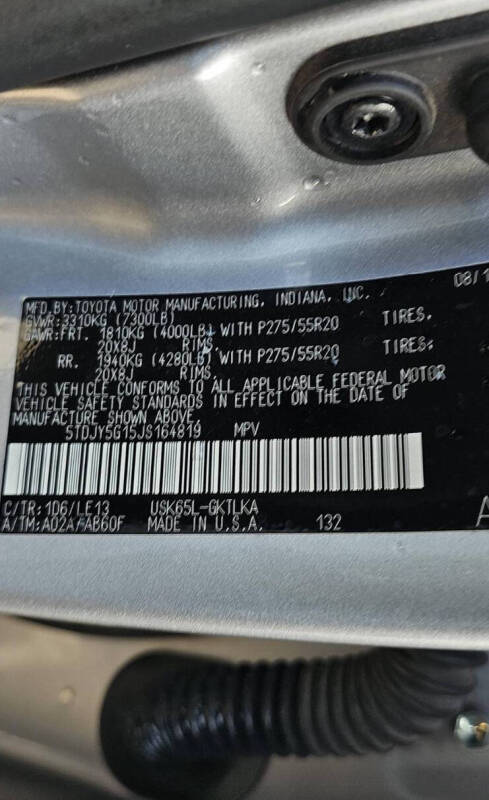 MFD.BY:TOYOTA MOTOR MANUFACTURING, INDIANA, INC. 08/1
GVWR:3310KG (7300LB)
GAWR:FRT. 1810KG (4000LB) WITH P275/55R20 TIRES.
20X8J RIMS
RR. 1940KG (4280LB) WITH P275/55R20 TIRES.
20X8J RIMS
THIS VEHICLE CONFORMS TO ALL APPLICABLE FEDERAL MOTOR
VEHICLE SAFETY STANDARDS IN EFFECT ON THE DATE OF
MANUFACTURE SHOWN ABOVE
5TDJY5G15JS164819 MPV
C/TR:1D6/LE13 USK65L-GKTLKA
A/TM:A02A/AB60F MADE IN U.S.A. 132 A